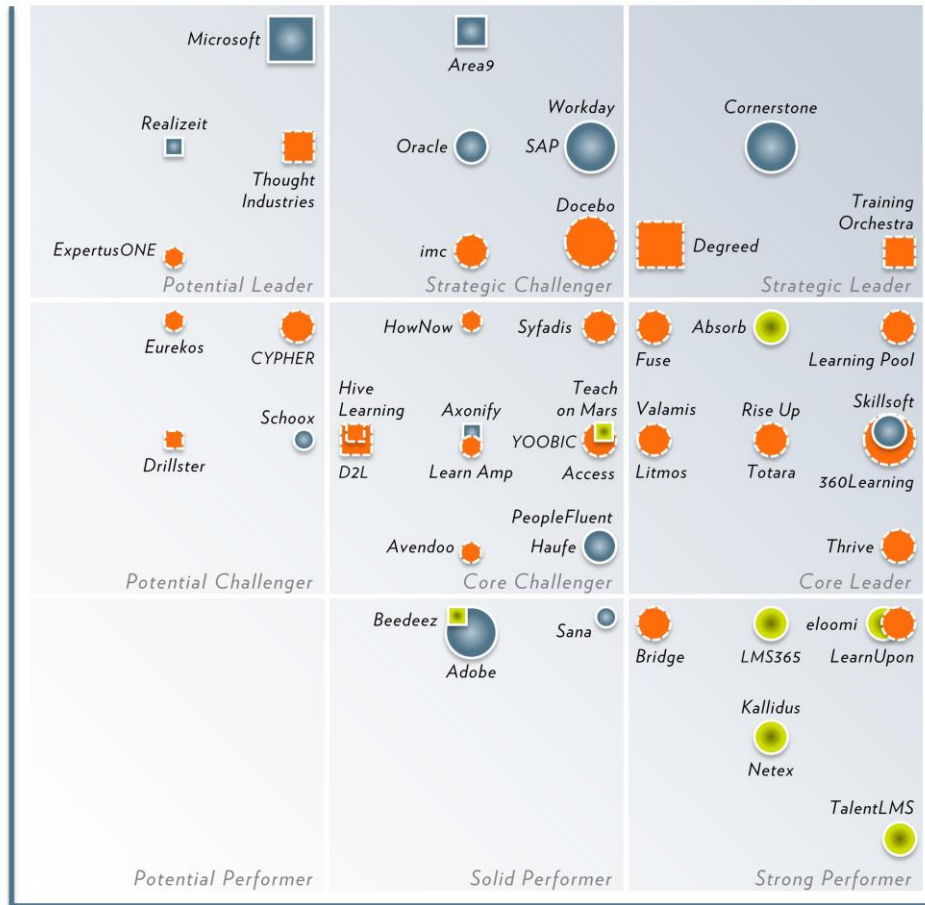 Microsoft
Area9
Realizeit
Oracle
Workday
SAP
Cornerstone
Thought
Industries
Docebo
Training
Orchestra
ExpertusONE
imc
Degreed
Potential Leader
Strategic Challenger
Strategic Leader
Eurekos
CYPHER
HowNow
Syfadis
Fuse
Absorb
Learning Pool
Schoox
Hive
Learning
Axonify
Teach
on Mars
YOOBIC
Valamis
Rise Up
Skillsoft
Drillster
D2L
Learn Amp
Access
Litmos
Totara
360Learning
Avendoo
PeopleFluent
Haufe
Thrive
Potential Challenger
Core Challenger
Core Leader
Beedeez
Adobe
Sana
Bridge
LMS365
eloomi
LearnUpon
Kallidus
Netex
TalentLMS
Potential Performer
Solid Performer
Strong Performer